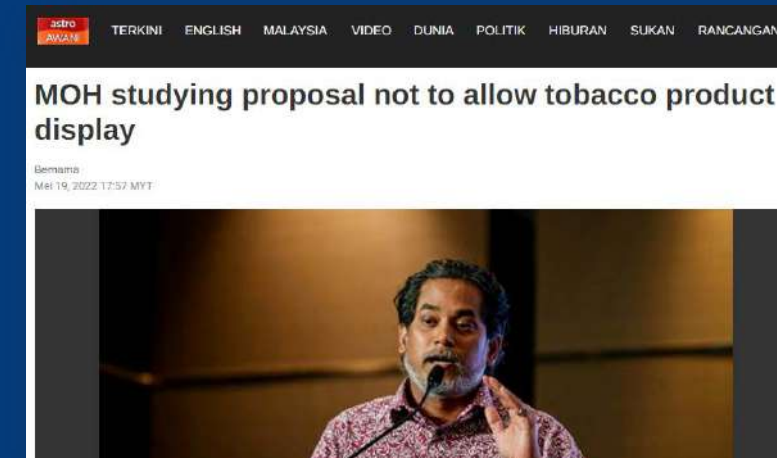 astro
AWANI
TERKINI ENGLISH MALAYSIA VIDEO DUNIA POLITIK HIBURAN SUKAN RANCANGAN
MOH studying proposal not to allow tobacco product
display
Bernama
Mei 19, 2022 17:57 MYT